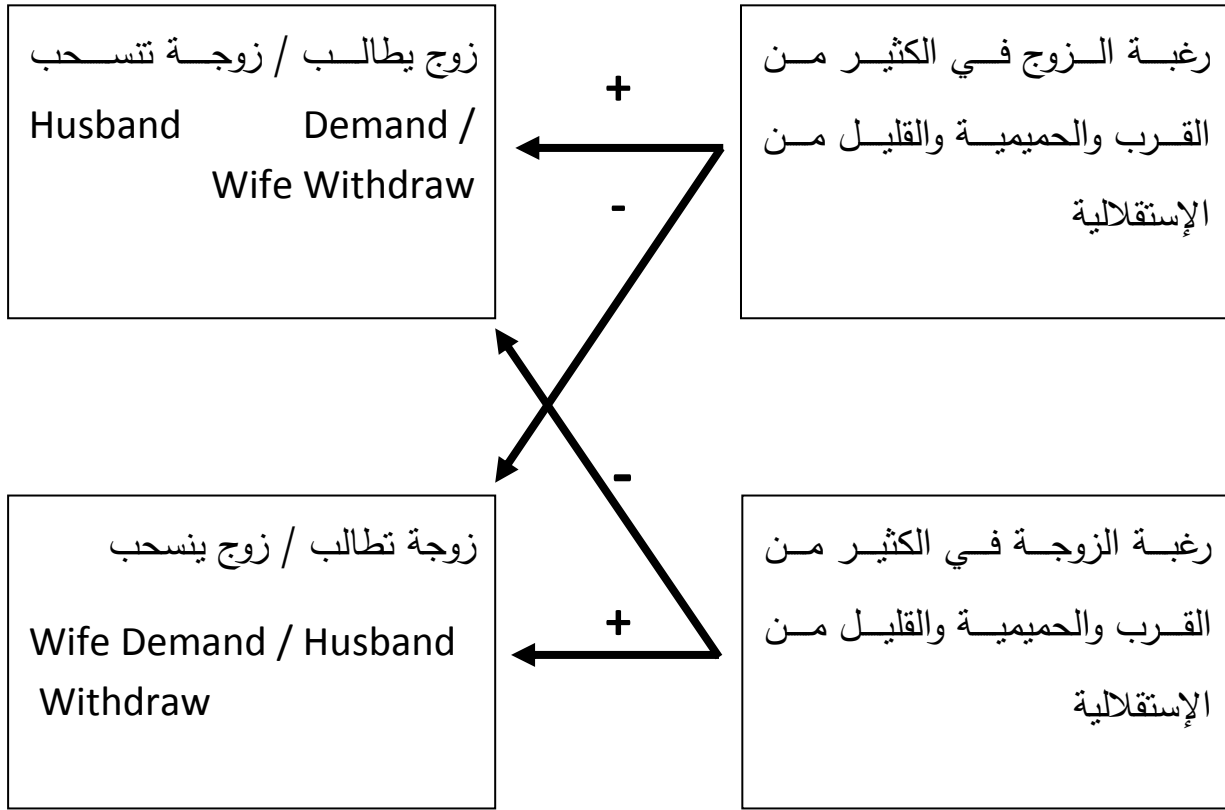 رغبة الزوج في الكثير من
القرب والحميمية والقليل من
الإستقلالية
+
-
زوج يطالب / زوجة تتسحب
Husband Demand /
Wife Withdraw
رغبة الزوجة في الكثير من
القرب والحميمية والقليل من
الإستقلالية
-
+
زوجة تطالب / زوج ينسحب
Wife Demand / Husband
Withdraw